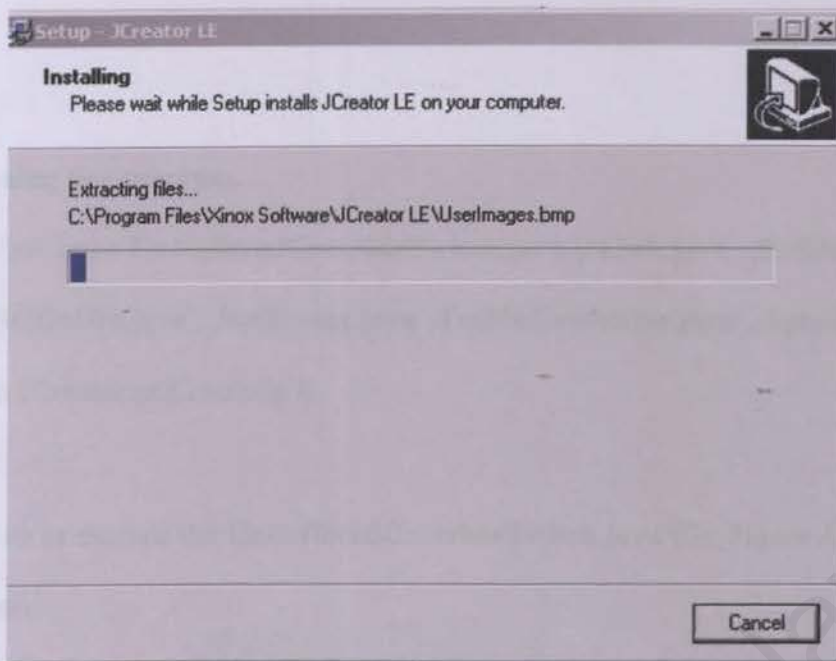 Setup - JCreator LE
Installing
Please wait while Setup installs JCreator LE on your computer.
Extracting files...
C:\Program Files\Xinox Software\JCreator LE\UserImages.bmp
Cancel